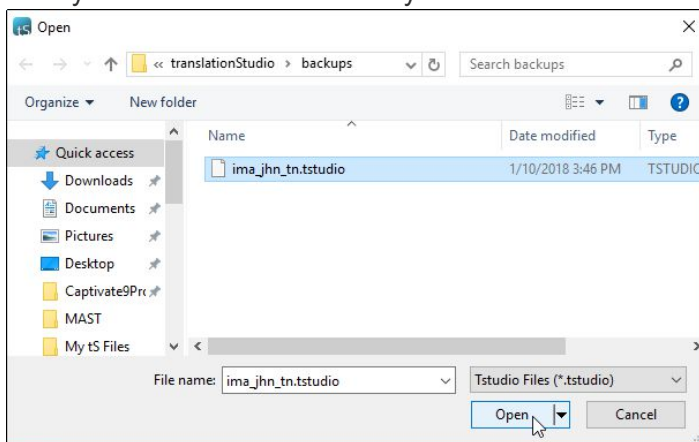 Open
« translationStudio > backups
Search backups
Organize
New folder
Name
Date modified
Type
Quick access
ima_jhn_tn.tstudio
1/10/2018 3:46 PM
TSTUDIO
Downloads
Documents
Pictures
Desktop
Captivate9Pr
MAST
My tS Files
File name:
ima_jhn_tn.tstudio
Tstudio Files (*.tstudio)
Open
Cancel